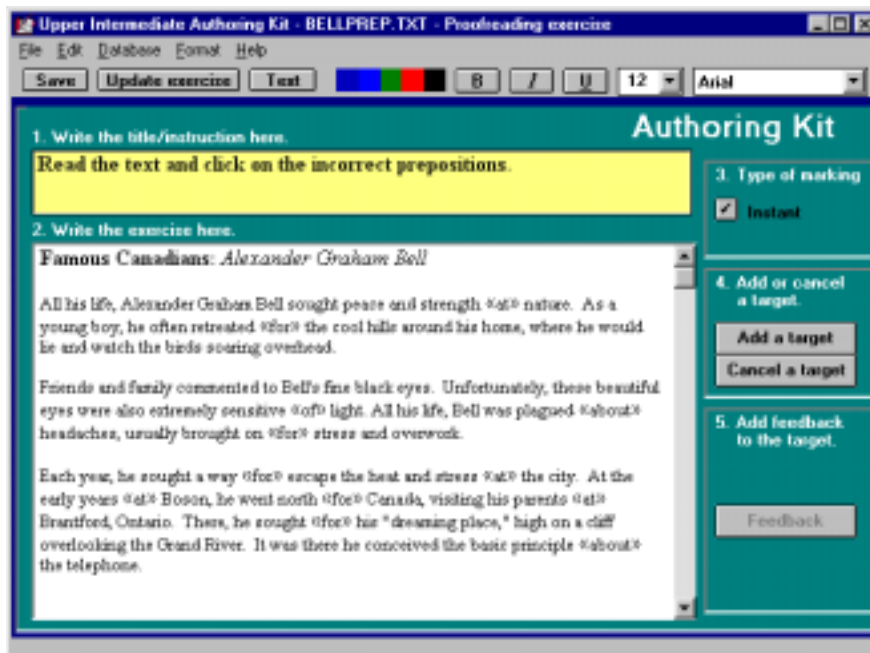 Upper Intermediate Authoring Kit - BELLPREP.TXT - Proofreading exercise
File Edit Database Format Help
Save Update exercise Text B I U 12 Arial
Authoring Kit
1. Write the title/instruction here.
Read the text and click on the incorrect prepositions.
2. Write the exercise here.
Famous Canadians: Alexander Graham Bell
All his life, Alexander Graham Bell sought peace and strength «at» nature. As a
young boy, he often retreated «for» the cool hills around his home, where he would
lie and watch the birds soaring overhead.
Friends and family commented to Bell's fine black eyes. Unfortunately, these beautiful
eyes were also extremely sensitive «of» light. All his life, Bell was plagued «about»
headaches, usually brought on «for» stress and overwork.
Each year, he sought a way «for» escape the heat and stress «at» the city. At the
early years «at» Boson, he went north «for» Canada, visiting his parents «at»
Brantford, Ontario. There, he sought «for» his "dreaming place," high on a cliff
overlooking the Grand River. It was there he conceived the basic principle «about»
the telephone.
3. Type of marking
Instant
4. Add or cancel
a target.
Add a target
Cancel a target
5. Add feedback
to the target.
Feedback